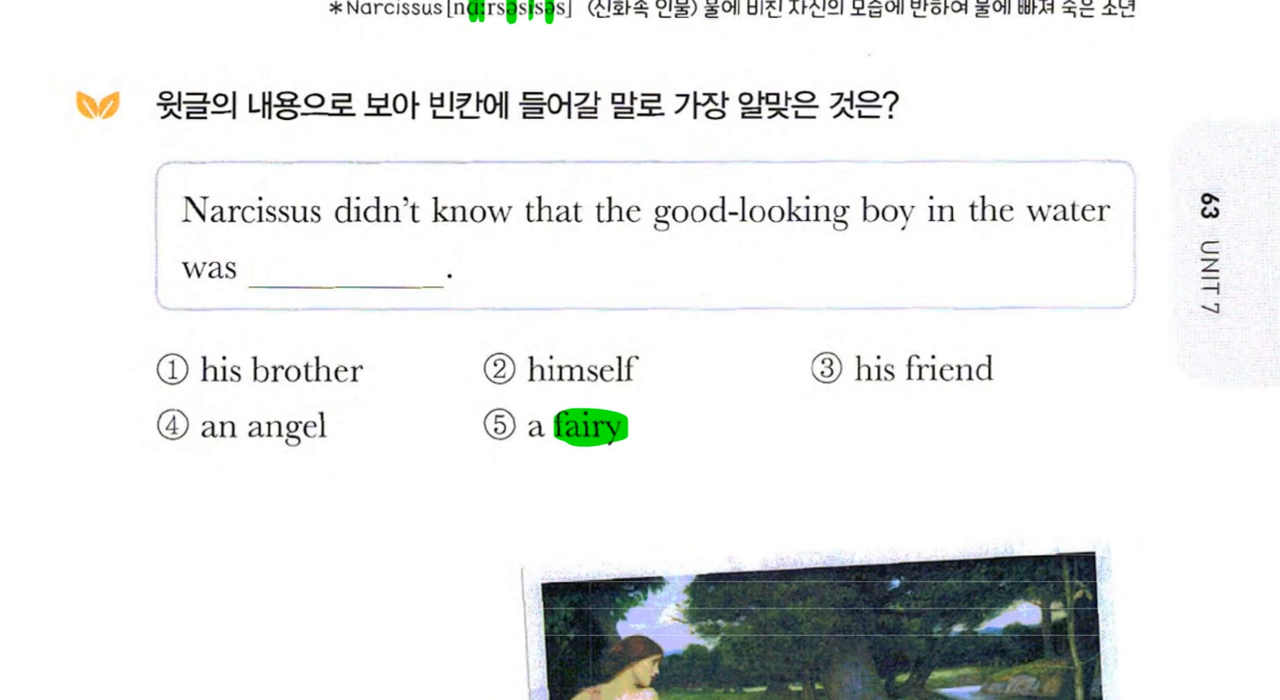 *Narcissus [nɑ́ːrsəsísəs] (신화속 인물) 물에 비친 자신의 모습에 반하여 물에 빠져 죽은 소년
윗글의 내용으로 보아 빈칸에 들어갈 말로 가장 알맞은 것은?
Narcissus didn't know that the good-looking boy in the water
was __________.
① his brother ② himself ③ his friend
④ an angel ⑤ a fairy
63 UNIT 7